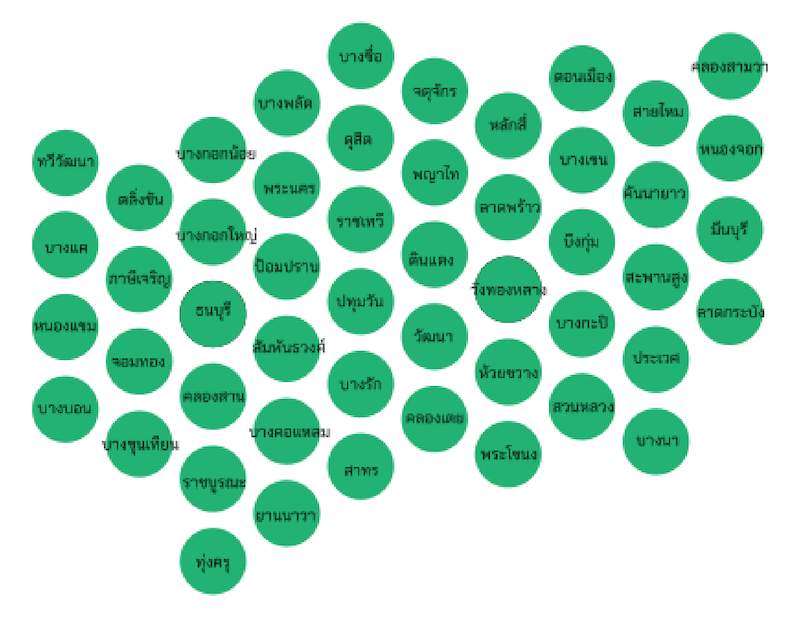 บางซื่อ
คลองสามวา
ดอนเมือง
จตุจักร
บางพลัด
สายไหม
หลักสี่
ดุสิต
หนองจอก
บางกอกน้อย
บางเขน
ทวีวัฒนา
พญาไท
พระนคร
คันนายาว
ตลิ่งชัน
ลาดพร้าว
ราชเทวี
มีนบุรี
บางกอกใหญ่
บึงกุ่ม
บางแค
ดินแดง
ป้อมปราบ
สะพานสูง
ภาษีเจริญ
วังทองหลาง
ปทุมวัน
ธนบุรี
ลาดกระบัง
บางกะปิ
หนองแขม
วัฒนา
สัมพันธวงศ์
ประเวศ
จอมทอง
ห้วยขวาง
บางรัก
คลองสาน
สวนหลวง
บางบอน
คลองเตย
บางคอแหลม
บางนา
บางขุนเทียน
พระโขนง
สาทร
ราชบูรณะ
ยานนาวา
ทุ่งครุ